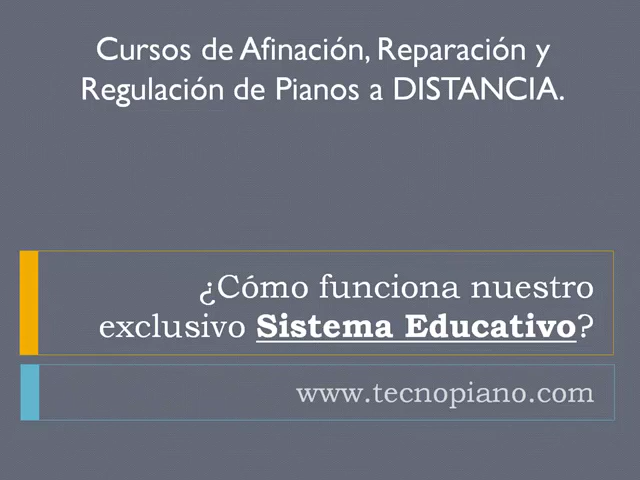 Cursos de Afinación, Reparación y
Regulación de Pianos a DISTANCIA.
¿Cómo funciona nuestro
exclusivo Sistema Educativo?
www.tecnopiano.com